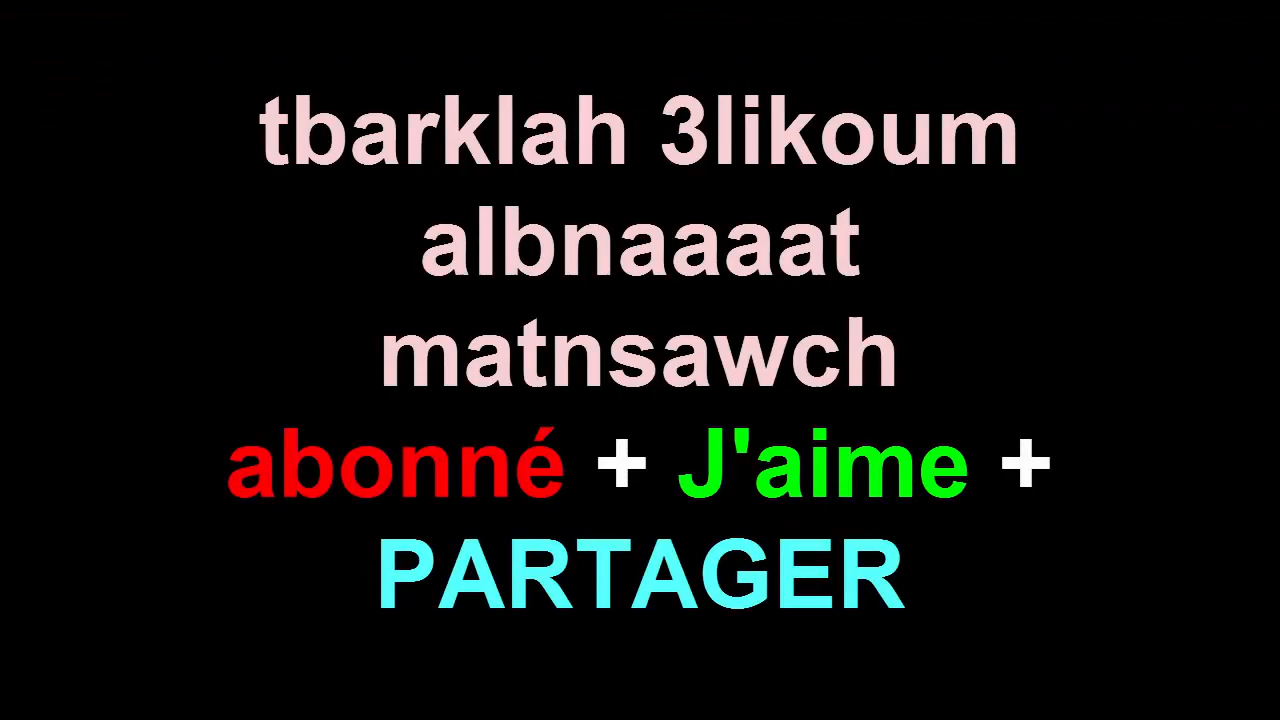 tbarklah 3likoum
albnaaaat
matnsawch
abonné + J'aime +
PARTAGER